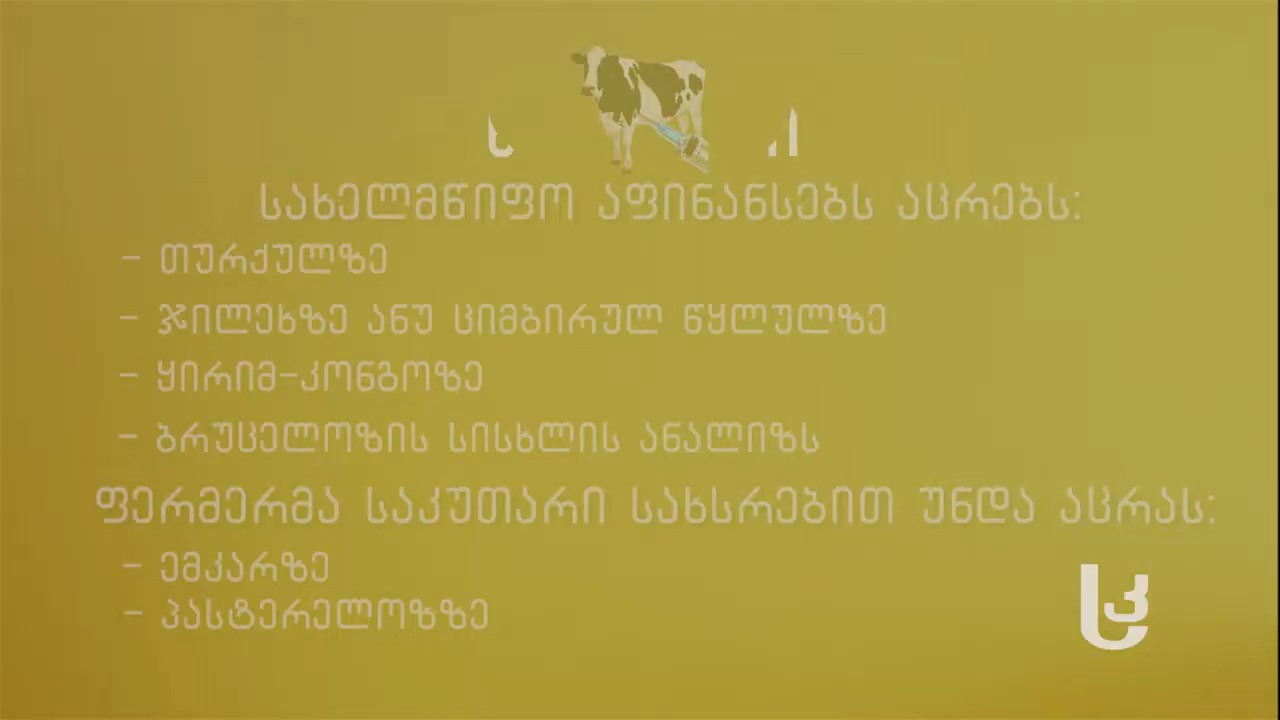 სახელმწიფო აფინანსებს აცრებს:
- თურქულზე
- ჯილეხზე ანუ ციმბირულ წყლულზე
- ყირიმ-კონგოზე
- ბრუცელოზის სისხლის ანალიზს
ფერმერმა საკუთარი სახსრებით უნდა აცრას:
- ემკარზე
- პასტერელოზზე